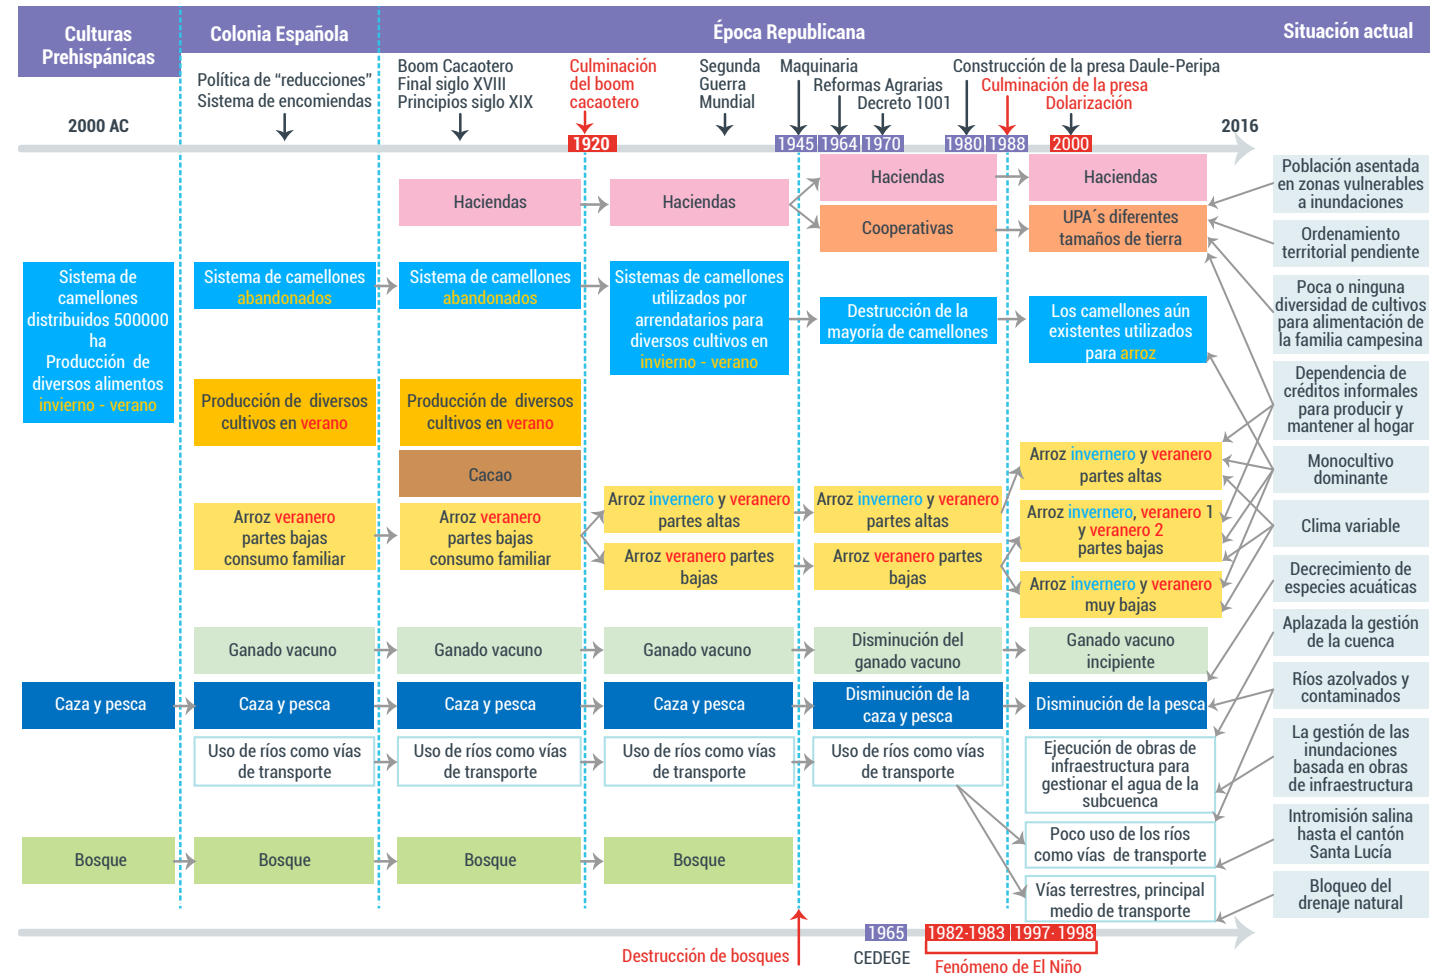 Culturas
Prehispánicas
Colonia Española
Época Republicana
Situación actual
2000 AC
Política de “reducciones”
Sistema de encomiendas
Boom Cacaotero
Final siglo XVIII
Principios siglo XIX
Culminación
del boom
cacaotero
Segunda
Guerra
Mundial
Maquinaria
Reformas Agrarias
Decreto 1001
Construcción de la presa Daule-Peripa
Culminación de la presa
Dolarización
1920
1945
1964
1970
1980
1988
2000
2016
Haciendas
Haciendas
Haciendas
Haciendas
Cooperativas
UPA´s diferentes
tamaños de tierra
Sistema de
camellones
distribuidos 500000
ha
Producción de
diversos alimentos
invierno - verano
Sistema de camellones
abandonados
Sistema de camellones
abandonados
Sistemas de camellones
utilizados por
arrendatarios para
diversos cultivos en
invierno - verano
Destrucción de la
mayoría de camellones
Los camellones aún
existentes utilizados
para arroz
Producción de diversos
cultivos en verano
Producción de diversos
cultivos en verano
Cacao
Arroz veranero
partes bajas
consumo familiar
Arroz veranero
partes bajas
consumo familiar
Arroz invernero y veranero
partes altas
Arroz veranero partes
bajas
Arroz invernero y veranero
partes altas
Arroz veranero partes
bajas
Arroz invernero y veranero
partes altas
Arroz invernero, veranero 1
y veranero 2
partes bajas
Arroz invernero y veranero
muy bajas
Ganado vacuno
Ganado vacuno
Ganado vacuno
Disminución del
ganado vacuno
Ganado vacuno
incipiente
Caza y pesca
Caza y pesca
Caza y pesca
Caza y pesca
Disminución de la
caza y pesca
Disminución de la pesca
Uso de ríos como vías
de transporte
Uso de ríos como vías
de transporte
Uso de ríos como vías
de transporte
Uso de ríos como vías
de transporte
Ejecución de obras de
infraestructura para
gestionar el agua de la
subcuenca
Poco uso de los ríos
como vías de transporte
Vías terrestres, principal
medio de transporte
Bosque
Bosque
Bosque
Bosque
Población asentada
en zonas vulnerables
a inundaciones
Ordenamiento
territorial pendiente
Poca o ninguna
diversidad de cultivos
para alimentación de
la familia campesina
Dependencia de
créditos informales
para producir y
mantener al hogar
Monocultivo
dominante
Clima variable
Decrecimiento de
especies acuáticas
Aplazada la gestión
de la cuenca
Ríos azolvados y
contaminados
La gestión de las
inundaciones
basada en obras
de infraestructura
Intromisión salina
hasta el cantón
Santa Lucía
Bloqueo del
drenaje natural
Destrucción de bosques
1965
CEDEGE
1982-1983
1997- 1998
Fenómeno de El Niño